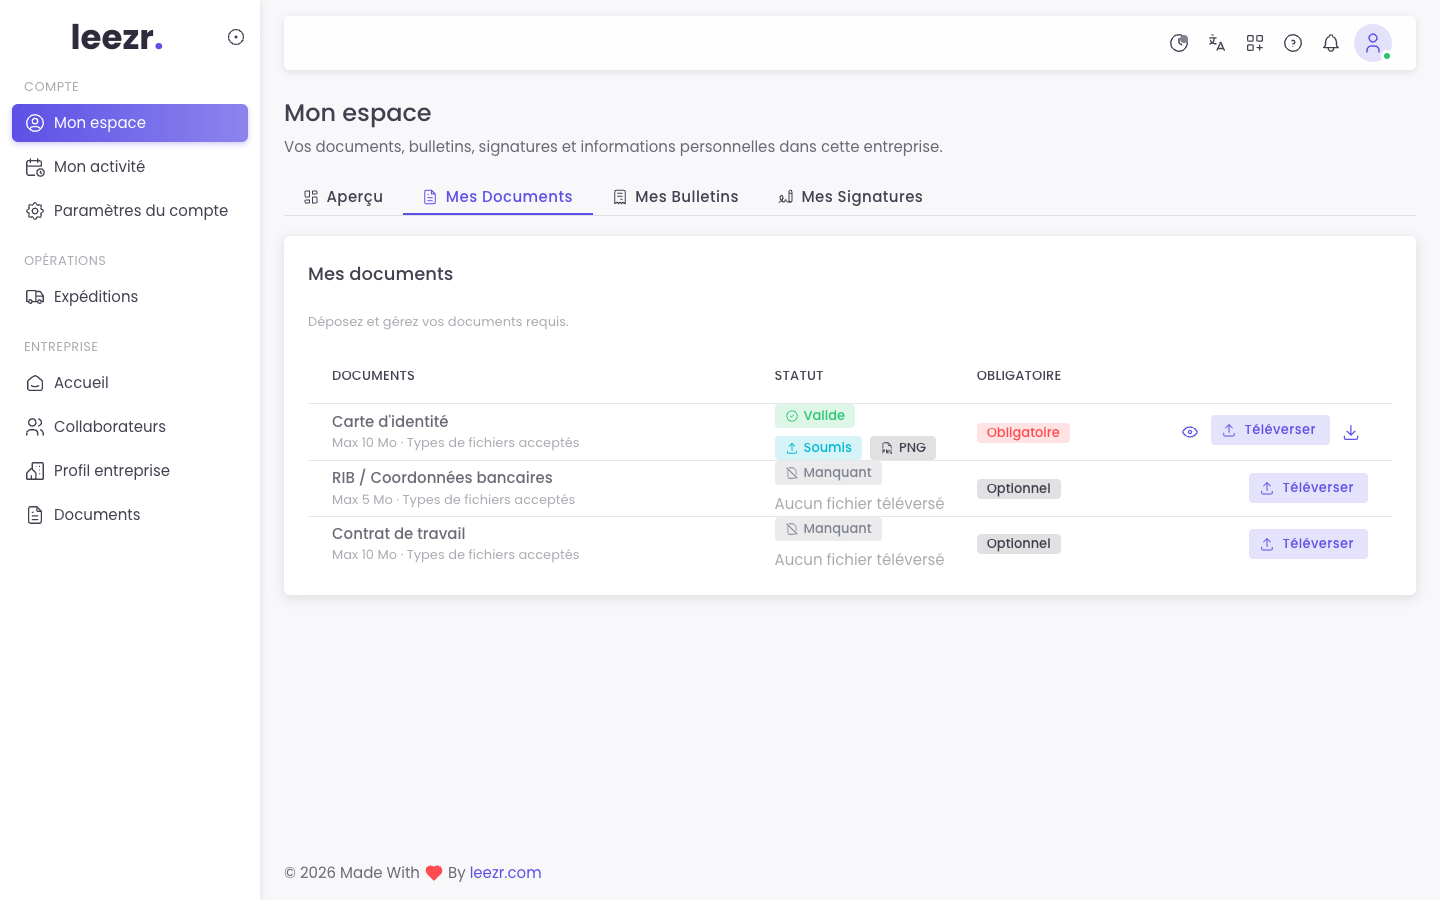 leezr.
COMPTE
Mon espace
Mon activité
Paramètres du compte
OPÉRATIONS
Expéditions
ENTREPRISE
Accueil
Collaborateurs
Profil entreprise
Documents
Mon espace
Vos documents, bulletins, signatures et informations personnelles dans cette entreprise.
Aperçu Mes Documents Mes Bulletins Mes Signatures
Mes documents
Déposez et gérez vos documents requis.
DOCUMENTS STATUT OBLIGATOIRE
Carte d'identité
Max 10 Mo · Types de fichiers acceptés
Valide
Soumis PNG
Obligatoire
Téléverser
RIB / Coordonnées bancaires
Max 5 Mo · Types de fichiers acceptés
Manquant
Aucun fichier téléversé
Optionnel
Téléverser
Contrat de travail
Max 10 Mo · Types de fichiers acceptés
Manquant
Aucun fichier téléversé
Optionnel
Téléverser
© 2026 Made With By leezr.com